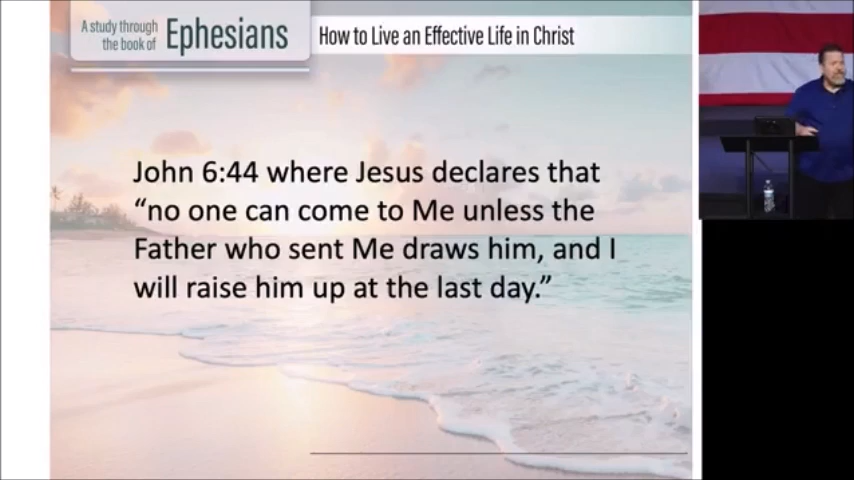 A study through
the book of
Ephesians
How to Live an Effective Life in Christ
John 6:44 where Jesus declares that
“no one can come to Me unless the
Father who sent Me draws him, and I
will raise him up at the last day.”